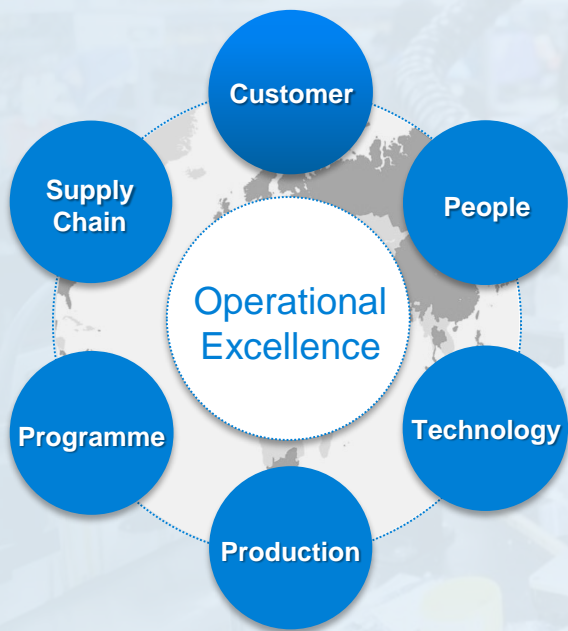 Customer
People
Technology
Production
Programme
Supply
Chain
Operational
Excellence